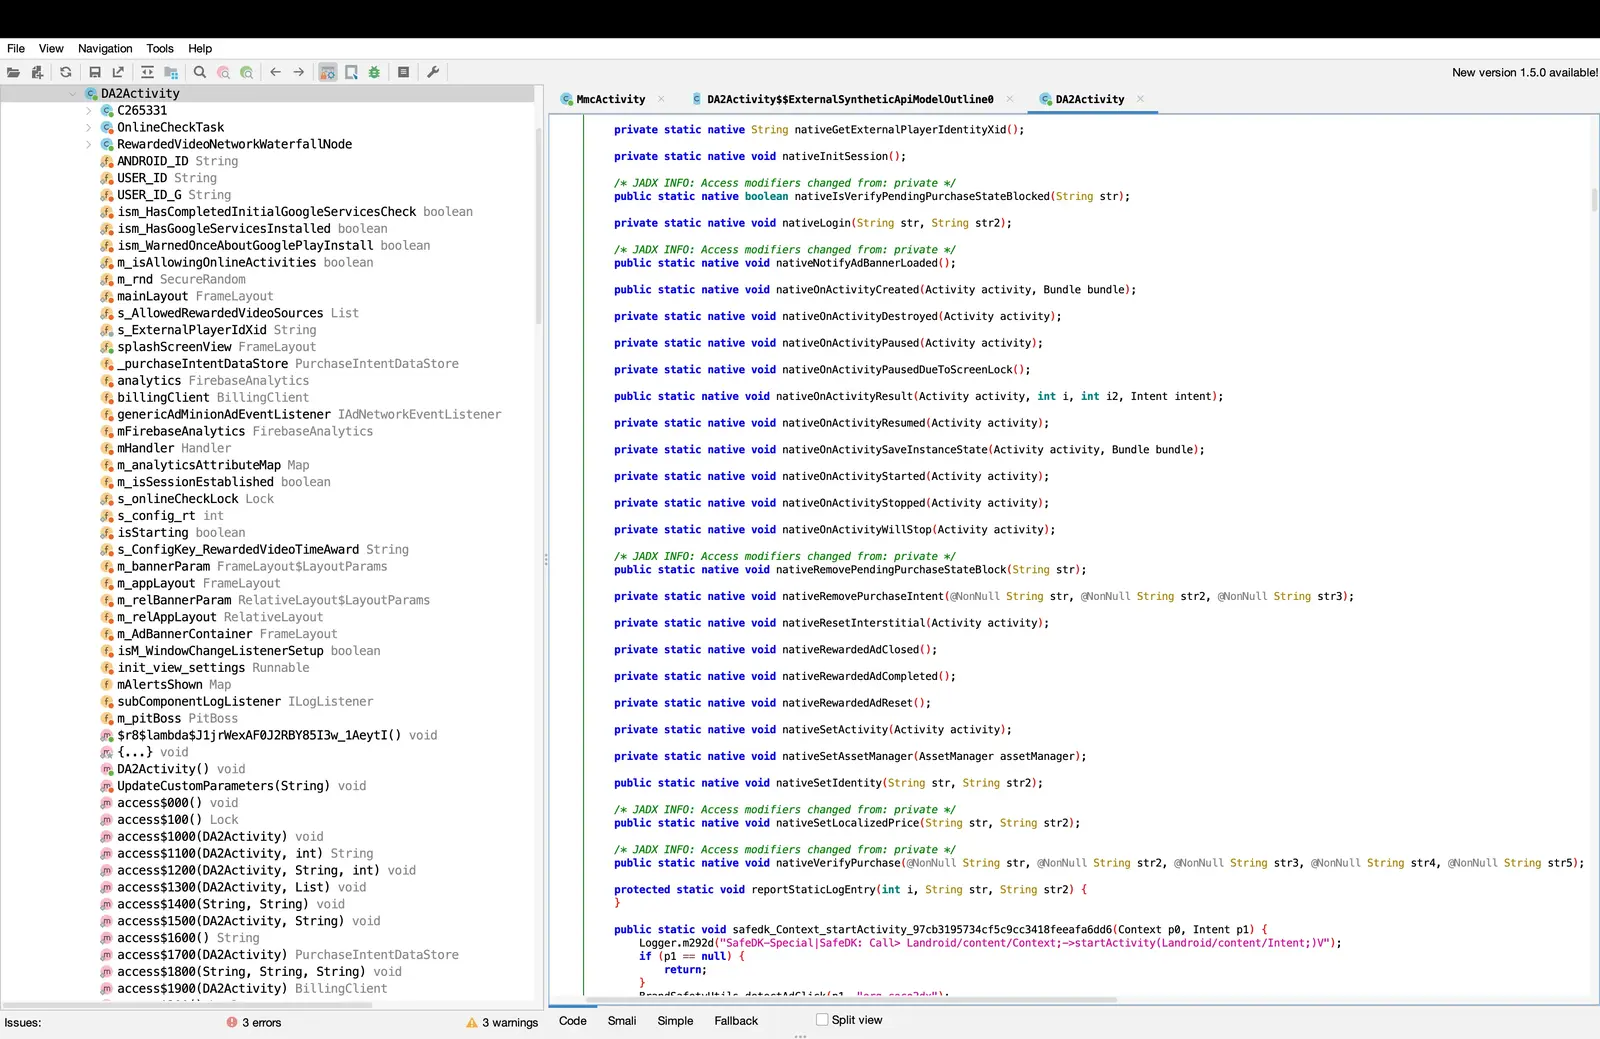 File View Navigation Tools Help
New version 1.5.0 available!
DA2Activity
C265331
OnlineCheckTask
RewardedVideoNetworkWaterfallNode
ANDROID_ID String
USER_ID String
USER_ID_G String
ism_HasCompletedInitialGoogleServicesCheck boolean
ism_HasGoogleServicesInstalled boolean
ism_WarnedOnceAboutGooglePlayInstall boolean
m_isAllowingOnlineActivities boolean
m_rnd SecureRandom
mainLayout FrameLayout
s_AllowedRewardedVideoSources List
s_ExternalPlayerIdXid String
splashScreenView FrameLayout
_purchaseIntentDataStore PurchaseIntentDataStore
analytics FirebaseAnalytics
billingClient BillingClient
genericAdMinionAdEventListener IAdNetworkEventListener
mFirebaseAnalytics FirebaseAnalytics
mHandler Handler
m_analyticsAttributeMap Map
m_isSessionEstablished boolean
s_onlineCheckLock Lock
s_config_rt int
isStarting boolean
s_ConfigKey_RewardedVideoTimeAward String
m_bannerParam FrameLayout$LayoutParams
m_appLayout FrameLayout
m_relBannerParam RelativeLayout$LayoutParams
m_relAppLayout RelativeLayout
m_AdBannerContainer FrameLayout
isM_WindowChangeListenerSetup boolean
init_view_settings Runnable
mAlertsShown Map
subComponentLogListener ILogListener
m_pitBoss PitBoss
$r8$lambda$J1jrWexAF0J2RBY85I3w_1AeytI() void
{...} void
DA2Activity() void
UpdateCustomParameters(String) void
access$000() void
access$100() Lock
access$1000(DA2Activity) void
access$1100(DA2Activity, int) String
access$1200(DA2Activity, String, int) void
access$1300(DA2Activity, List) void
access$1400(String, String) void
access$1500(DA2Activity, String) void
access$1600() String
access$1700(DA2Activity) PurchaseIntentDataStore
access$1800(String, String, String) void
access$1900(DA2Activity) BillingClient
MmcActivity DA2Activity$$ExternalSyntheticApiModelOutline0 DA2Activity
private static native String nativeGetExternalPlayerIdentityXid();
private static native void nativeInitSession();
/* JADX INFO: Access modifiers changed from: private */
public static native boolean nativeIsVerifyPendingPurchaseStateBlocked(String str);
private static native void nativeLogin(String str, String str2);
/* JADX INFO: Access modifiers changed from: private */
public static native void nativeNotifyAdBannerLoaded();
public static native void nativeOnActivityCreated(Activity activity, Bundle bundle);
private static native void nativeOnActivityDestroyed(Activity activity);
private static native void nativeOnActivityPaused(Activity activity);
private static native void nativeOnActivityPausedDueToScreenLock();
private static native void nativeOnActivityResult(Activity activity, int i, int i2, Intent intent);
private static native void nativeOnActivityResumed(Activity activity);
private static native void nativeOnActivitySaveInstanceState(Activity activity, Bundle bundle);
private static native void nativeOnActivityStarted(Activity activity);
private static native void nativeOnActivityStopped(Activity activity);
private static native void nativeOnActivityWillStop(Activity activity);
/* JADX INFO: Access modifiers changed from: private */
public static native void nativeRemovePendingPurchaseStateBlock(String str);
private static native void nativeRemovePurchaseIntent(@NonNull String str, @NonNull String str2, @NonNull String str3);
private static native void nativeResetInterstitial(Activity activity);
private static native void nativeRewardedAdClosed();
private static native void nativeRewardedAdCompleted();
private static native void nativeRewardedAdReset();
private static native void nativeSetActivity(Activity activity);
private static native void nativeSetAssetManager(AssetManager assetManager);
public static native void nativeSetIdentity(String str, String str2);
/* JADX INFO: Access modifiers changed from: private */
public static native void nativeSetLocalizedPrice(String str, String str2);
/* JADX INFO: Access modifiers changed from: private */
public static native void nativeVerifyPurchase(@NonNull String str, @NonNull String str2, @NonNull String str3, @NonNull String str4, @NonNull String str5);
protected static void reportStaticLogEntry(int i, String str, String str2) {
}
public static void safedk_Context_startActivity_97cb3195734cf5c9cc3418feeafa6dd6(Context p0, Intent p1) {
Logger.m292d("SafeDK-Special|SafeDK: Call> Landroid/content/Context;->startActivity(Landroid/content/Intent;)V");
if (p1 == null) {
return;
}
Issues: 3 errors 3 warnings
Code Smali Simple Fallback Split view